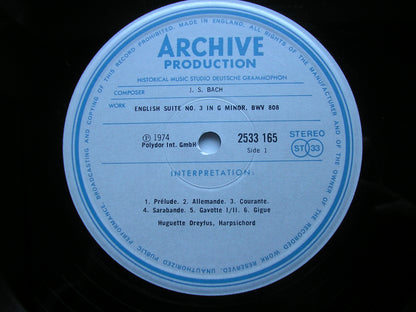 ALL RIGHTS OF THE MANUFACTURER AND OF THE OWNER OF THE RECORDED WORK RESERVED. UNAUTHORIZED PUBLIC PERFORMANCE, BROADCASTING AND COPYING OF THIS RECORD PROHIBITED. MADE IN GERMANY.
ARCHIVE
PRODUCTION
HISTORICAL MUSIC STUDIO DEUTSCHE GRAMMOPHON
COMPOSER J. S. BACH
WORK ENGLISH SUITE NO. 3 IN G MINOR, BWV 808
℗ 1974 2533 165 STEREO
Polydor Int. GmbH Side 1 ST 33
INTERPRETATION:
1. Prélude. 2. Allemande. 3. Courante.
4. Sarabande. 5. Gavotte I/II. 6. Gigue
Huguette Dreyfus, Harpsichord